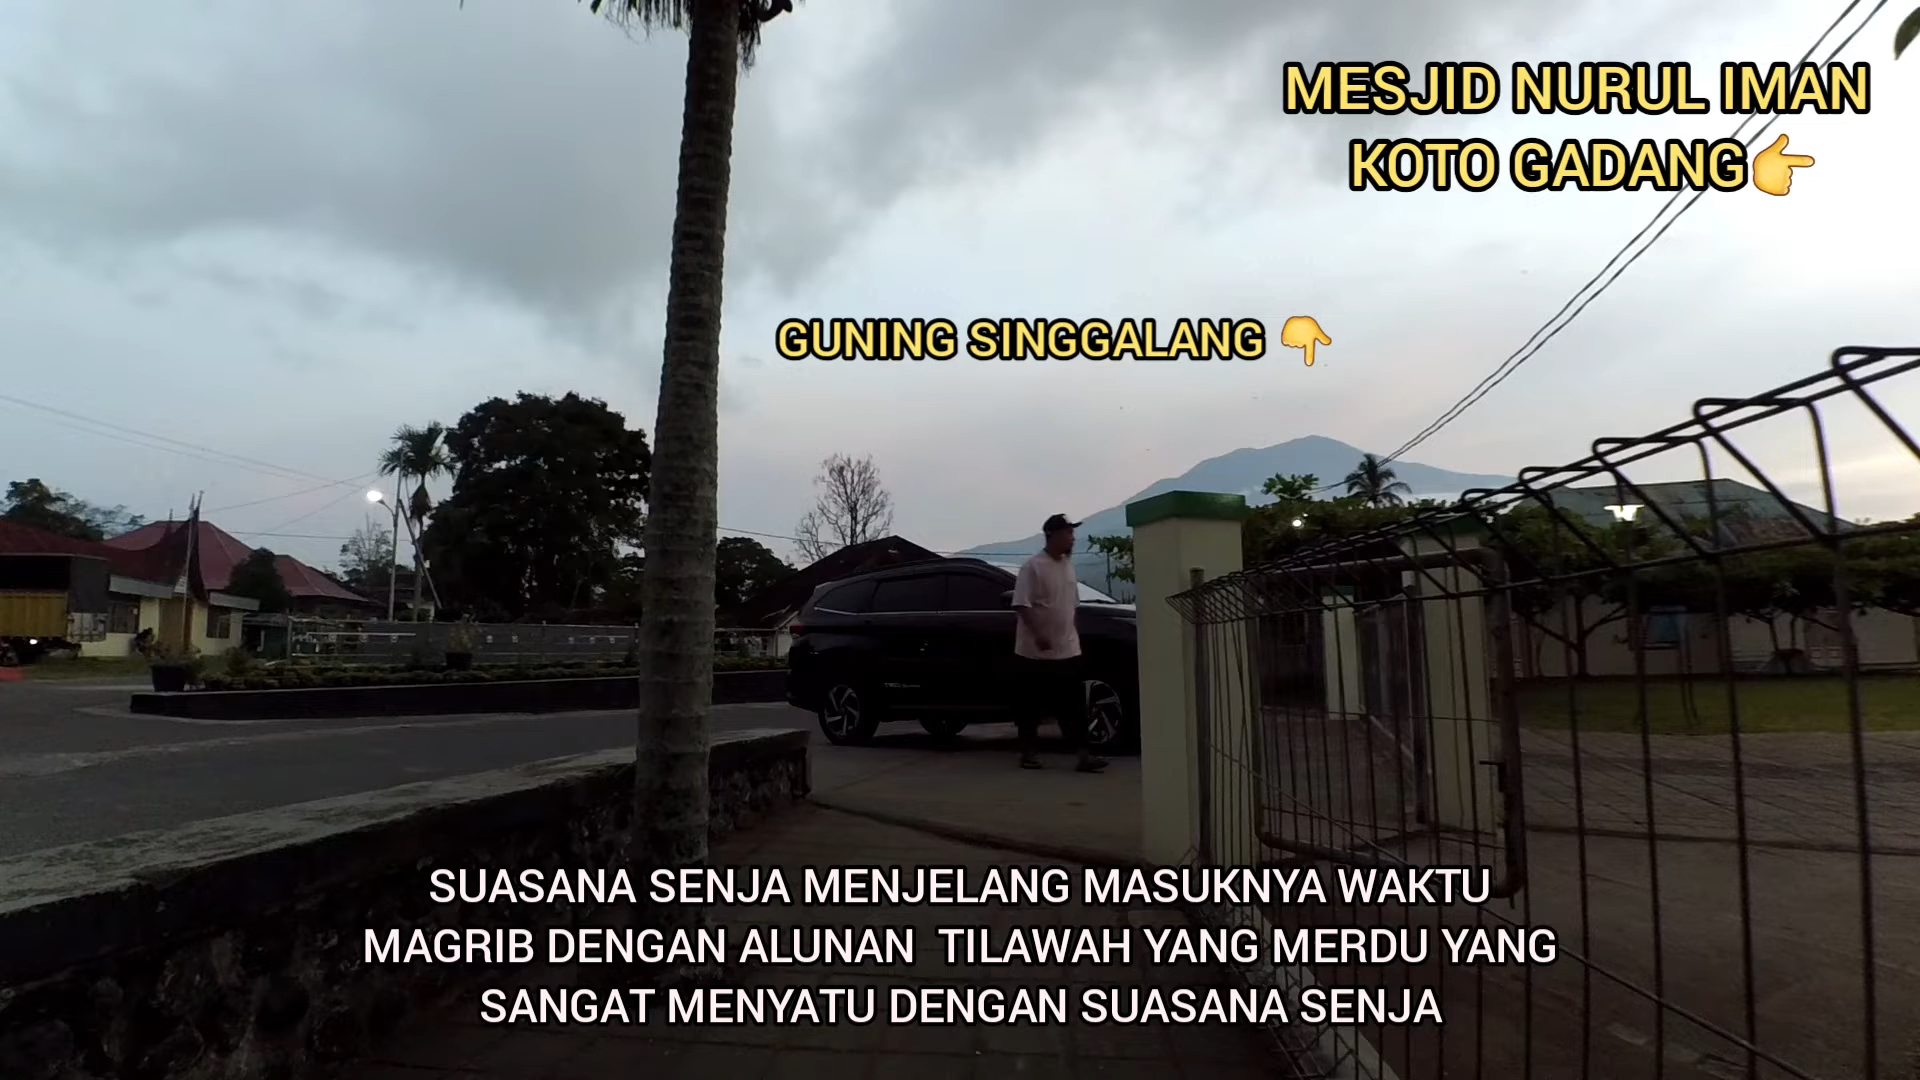 MESJID NURUL IMAN
KOTO GADANG👉
GUNING SINGGALANG 👇
SUASANA SENJA MENJELANG MASUKNYA WAKTU
MAGRIB DENGAN ALUNAN  TILAWAH YANG MERDU YANG
SANGAT MENYATU DENGAN SUASANA SENJA